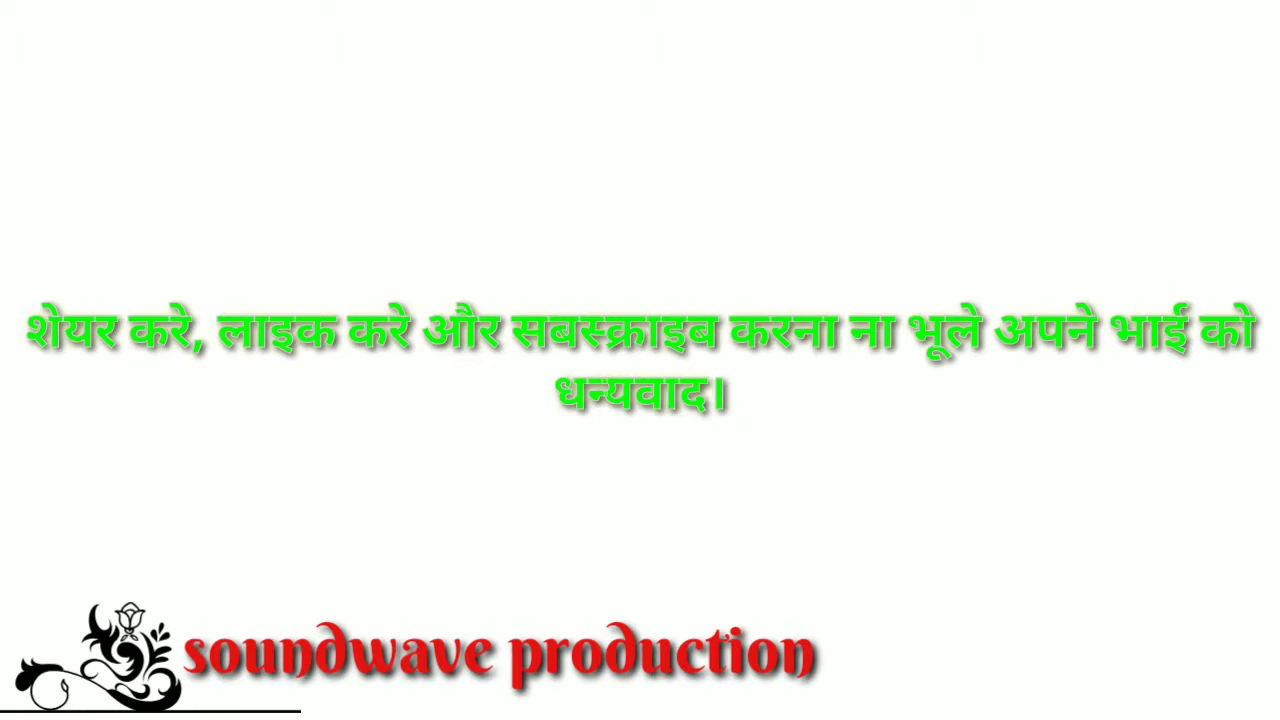 शेयर करे, लाइक करे और सबस्क्राइब करना ना भूले अपने भाई को
धन्यवाद।
soundwave production